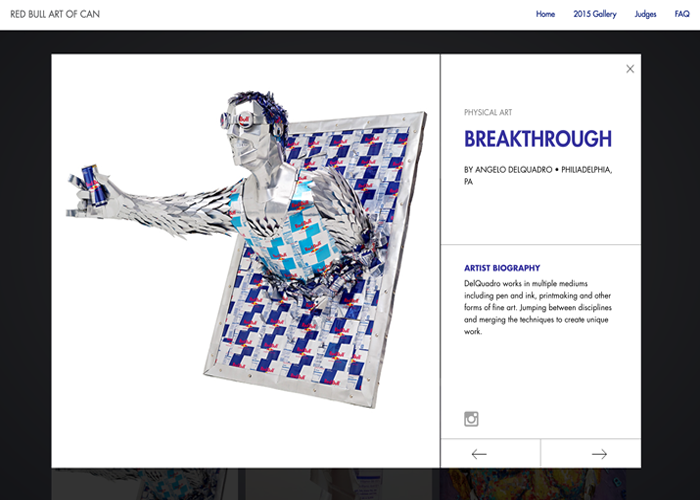 RED BULL ART OF CAN
Home 2015 Gallery Judges FAQ
PHYSICAL ART
BREAKTHROUGH
BY ANGELO DELQUADRO • PHILIADELPHIA,
PA
ARTIST BIOGRAPHY
DelQuadro works in multiple mediums
including pen and ink, printmaking and other
forms of fine art. Jumping between disciplines
and merging the techniques to create unique
work.